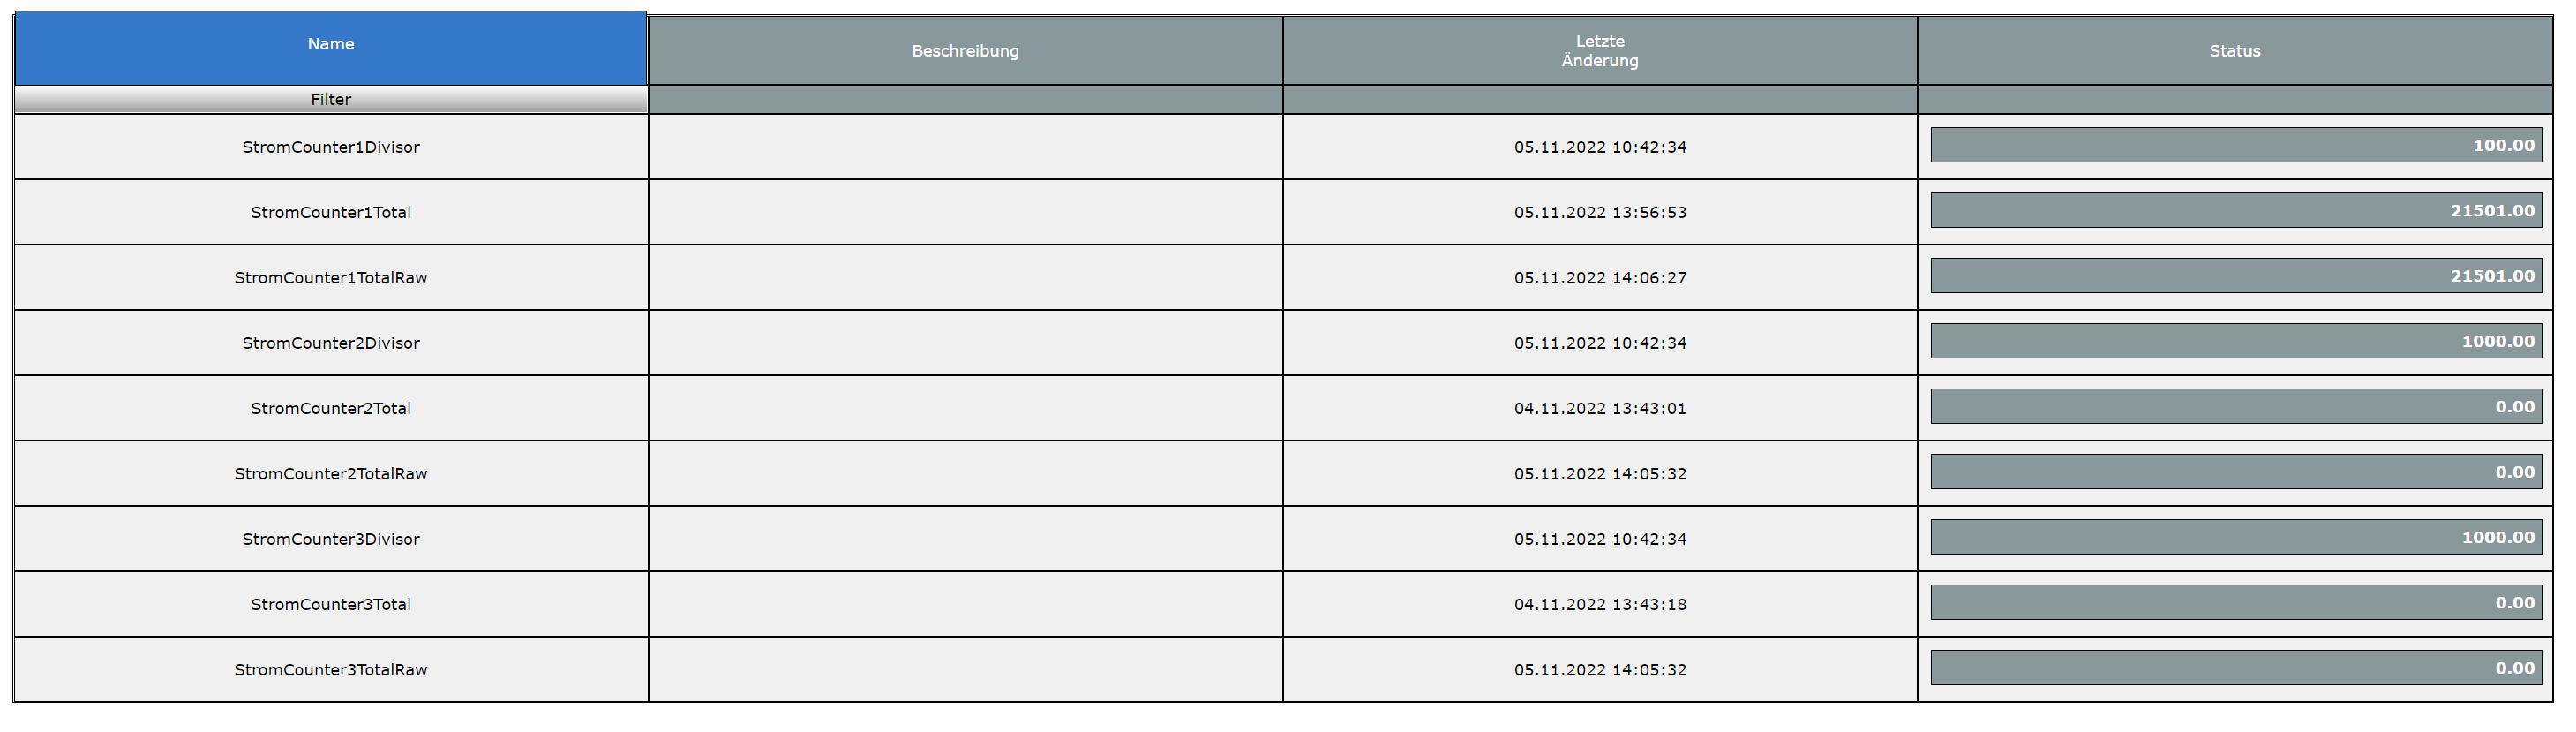 Name
Beschreibung
Letzte
Änderung
Status
Filter
StromCounter1Divisor 05.11.2022 10:42:34 100.00
StromCounter1Total 05.11.2022 13:56:53 21501.00
StromCounter1TotalRaw 05.11.2022 14:06:27 21501.00
StromCounter2Divisor 05.11.2022 10:42:34 1000.00
StromCounter2Total 04.11.2022 13:43:01 0.00
StromCounter2TotalRaw 05.11.2022 14:05:32 0.00
StromCounter3Divisor 05.11.2022 10:42:34 1000.00
StromCounter3Total 04.11.2022 13:43:18 0.00
StromCounter3TotalRaw 05.11.2022 14:05:32 0.00